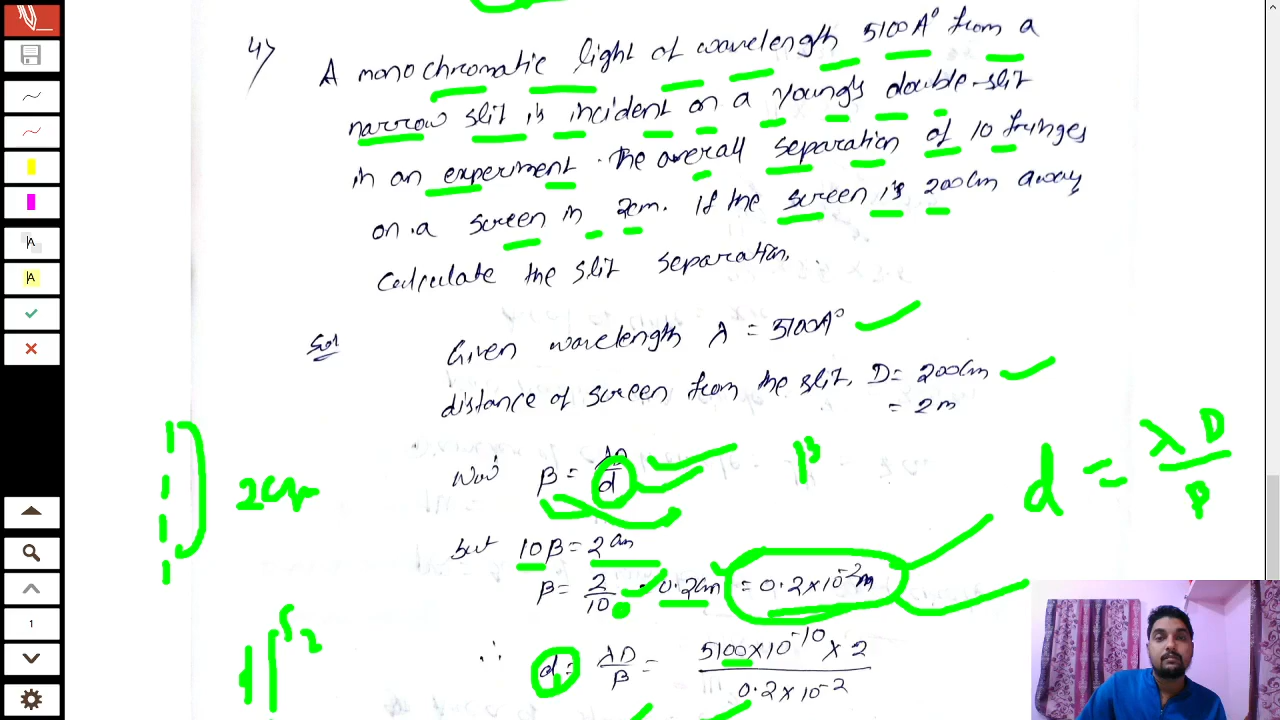 4) A monochromatic light of wavelength 5100A° from a
narrow slit is incident on a young's double-slit
in an experiment. The overall separation of 10 fringes
on a screen in 2cm. If the screen is 200cm away
Calculate the slit separation.
Sol Given wavelength λ = 5100A°
distance of screen from the slit, D = 200cm
= 2m
Now β = λD/d
β
d = λD/β
2cm
but 10β = 2cm
β = 2/10 = 0.2cm = 0.2×10⁻²m
∴ d = λD/β = 5100×10⁻¹⁰×2 / 0.2×10⁻²
A
A
1